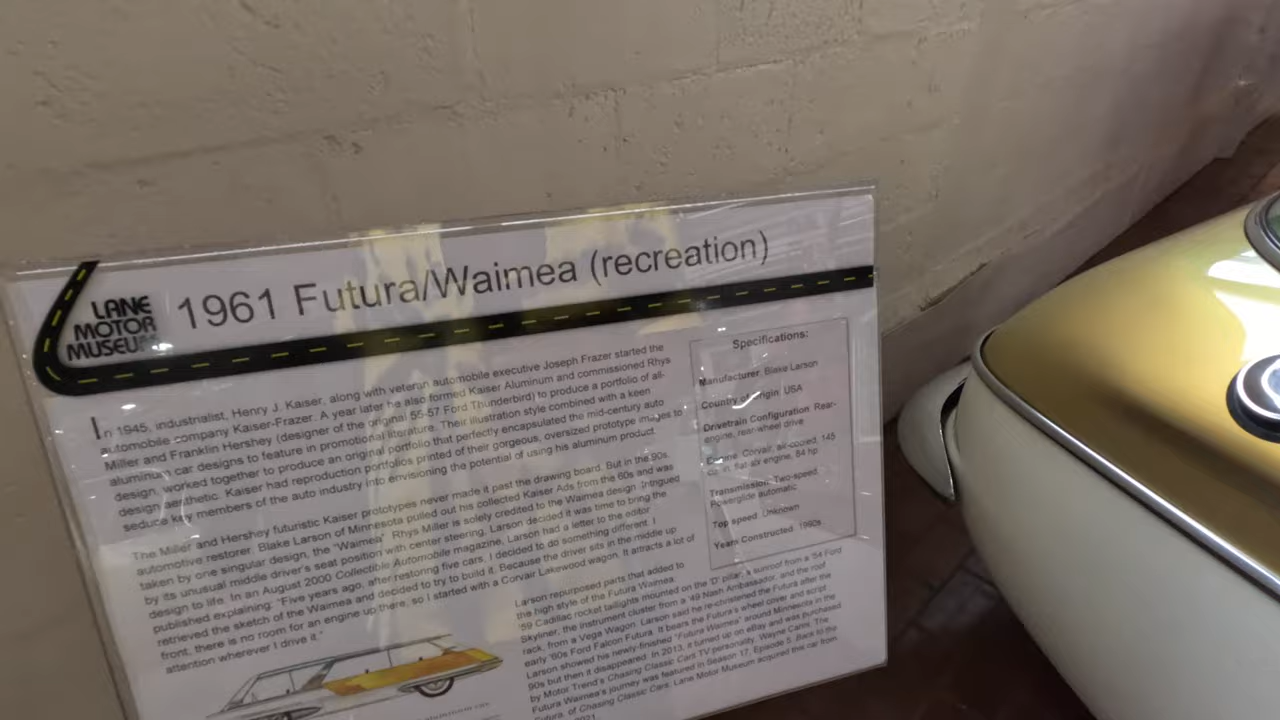 LANE
MOTOR
MUSEUM
1961 Futura/Waimea (recreation)
In 1945, industrialist, Henry J. Kaiser, along with veteran automobile executive Joseph Frazer started the
automobile company Kaiser-Frazer. A year later he also formed Kaiser Aluminum and commissioned Rhys
Miller and Franklin Hershey (designer of the original 55-57 Ford Thunderbird) to produce a portfolio of all-
aluminum car designs to feature in promotional literature. Their illustration style combined with a keen
design, worked together to produce an original portfolio that perfectly encapsulated the mid-century auto
design aesthetic. Kaiser had reproduction portfolios printed of their gorgeous, oversized prototype images to
seduce key members of the auto industry into envisioning the potential of using his aluminum product.
The Miller and Hershey futuristic Kaiser prototypes never made it past the drawing board. But in the 90s,
automotive restorer, Blake Larson of Minnesota pulled out his collected Kaiser Ads from the 60s and was
taken by one singular design, the "Waimea". Rhys Miller is solely credited to the Waimea design. Intrigued
by its unusual middle driver's seat position with center steering, Larson decided it was time to bring the
design to life. In an August 2000 Collectible Automobile magazine, Larson had a letter to the editor
published explaining: "Five years ago, after restoring five cars, I decided to do something different. I
retrieved the sketch of the Waimea and decided to try to build it. Because the driver sits in the middle up
front, there is no room for an engine up there, so I started with a Corvair Lakewood wagon. It attracts a lot of
attention wherever I drive it."
Larson repurposed parts that added to
the high style of the Futura Waimea.
'59 Cadillac rocket taillights mounted on the 'D' pillar, a sunroof from a '54 Ford
Skyliner, the instrument cluster from a '49 Nash Ambassador, and the roof
rack, from a Vega Wagon. Larson said he re-christened the Futura after the
early '60s Ford Falcon Futura. It bears the Futura's wheel cover and script
Larson showed his newly-finished "Futura Waimea" around Minnesota in the
90s but then it disappeared. In 2013, it turned up on eBay and was purchased
by Motor Trend's Chasing Classic Cars TV personality, Wayne Carini. The
Futura Waimea's journey was featured in Season 17, Episode 5, Back to the
Futura, of Chasing Classic Cars. Lane Motor Museum acquired this car from
2021
Specifications:
Manufacturer: Blake Larson
Country of Origin: USA
Drivetrain Configuration: Rear-
engine, rear-wheel drive
Engine: Corvair, air-cooled, 145
cu. in. flat-six engine, 84 hp
Transmission: Two-speed,
Powerglide automatic
Top speed: Unknown
Years Constructed: 1990s